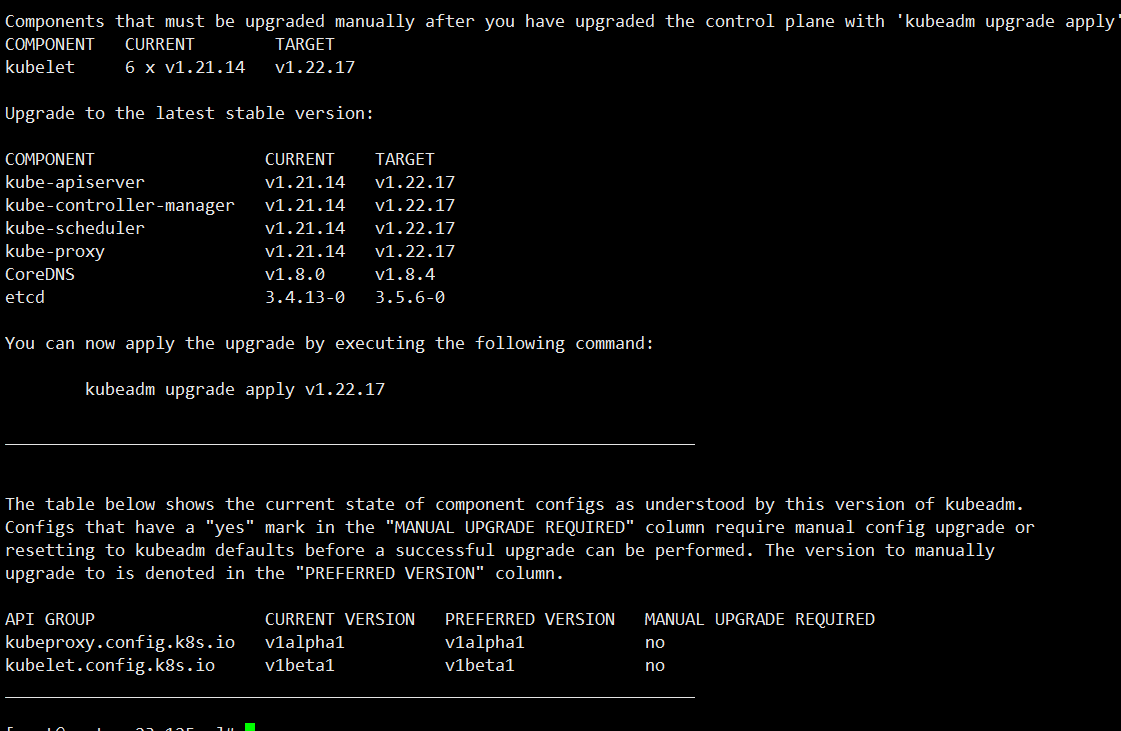 Components that must be upgraded manually after you have upgraded the control plane with 'kubeadm upgrade apply'
COMPONENT   CURRENT        TARGET
kubelet     6 x v1.21.14   v1.22.17
Upgrade to the latest stable version:
COMPONENT                 CURRENT    TARGET
kube-apiserver            v1.21.14   v1.22.17
kube-controller-manager   v1.21.14   v1.22.17
kube-scheduler            v1.21.14   v1.22.17
kube-proxy                v1.21.14   v1.22.17
CoreDNS                   v1.8.0     v1.8.4
etcd                      3.4.13-0   3.5.6-0
You can now apply the upgrade by executing the following command:
kubeadm upgrade apply v1.22.17
The table below shows the current state of component configs as understood by this version of kubeadm.
Configs that have a "yes" mark in the "MANUAL UPGRADE REQUIRED" column require manual config upgrade or
resetting to kubeadm defaults before a successful upgrade can be performed. The version to manually
upgrade to is denoted in the "PREFERRED VERSION" column.
API GROUP                 CURRENT VERSION   PREFERRED VERSION   MANUAL UPGRADE REQUIRED
kubeproxy.config.k8s.io   v1alpha1          v1alpha1            no
kubelet.config.k8s.io     v1beta1           v1beta1             no